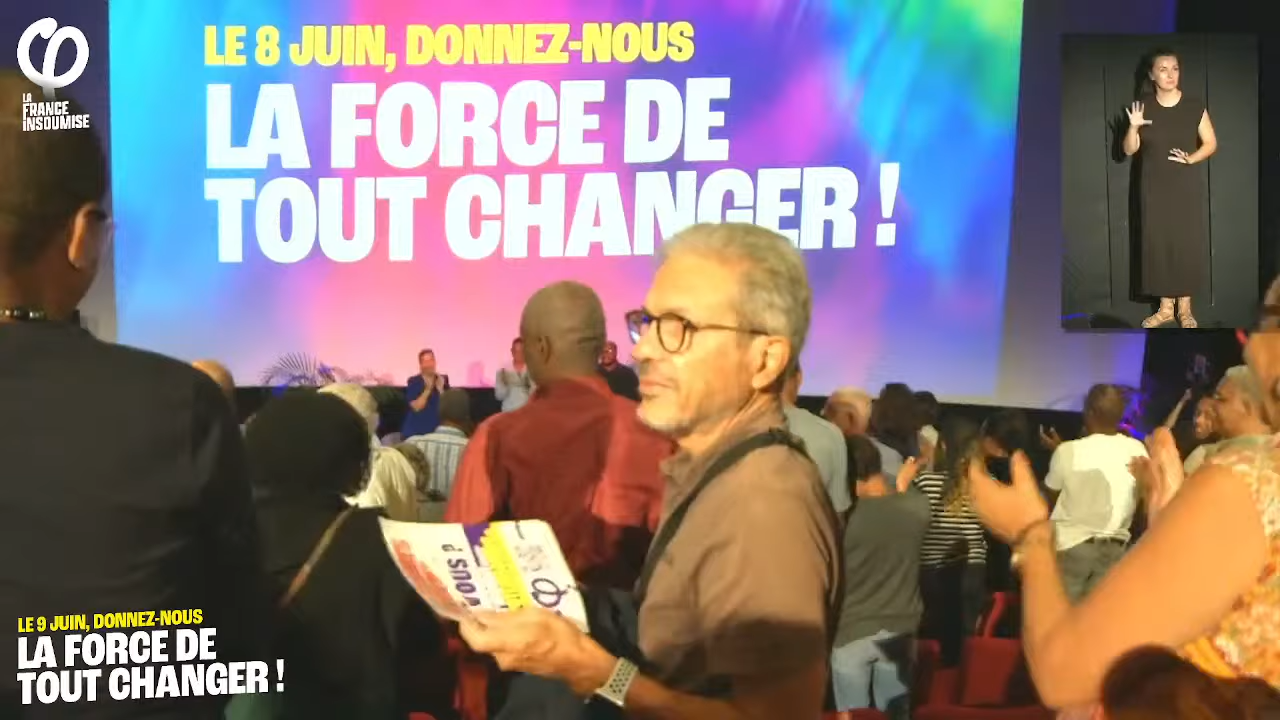 LA
FRANCE
INSOUMISE
LE 8 JUIN, DONNEZ-NOUS
LA FORCE DE
TOUT CHANGER !
VOUS ?
LE 9 JUIN, DONNEZ-NOUS
LA FORCE DE
TOUT CHANGER !